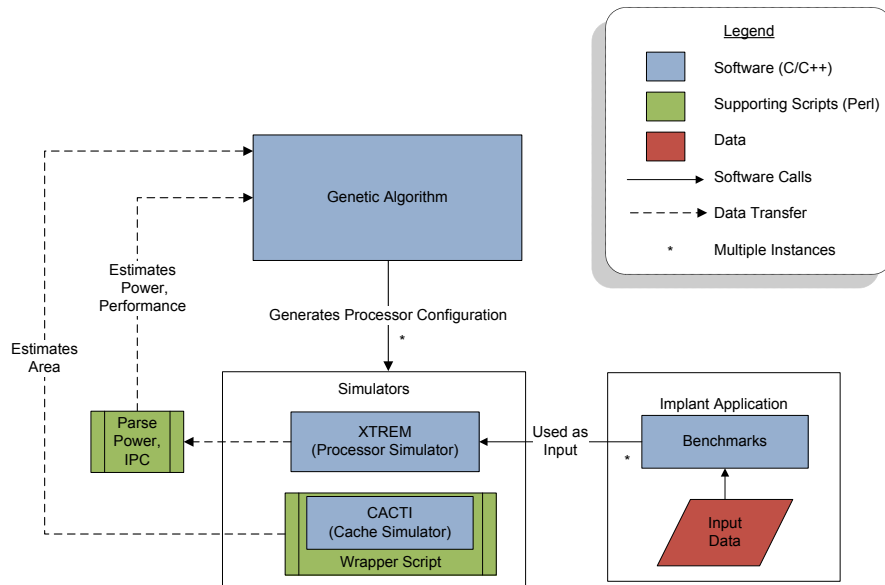 Legend
Software (C/C++)
Supporting Scripts (Perl)
Data
Software Calls
Data Transfer
* Multiple Instances
Genetic Algorithm
Estimates
Power,
Performance
Generates Processor Configuration
*
Estimates
Area
Simulators
Implant Application
Parse
Power,
IPC
XTREM
(Processor Simulator)
Used as
Input
*
Benchmarks
CACTI
(Cache Simulator)
Wrapper Script
Input
Data